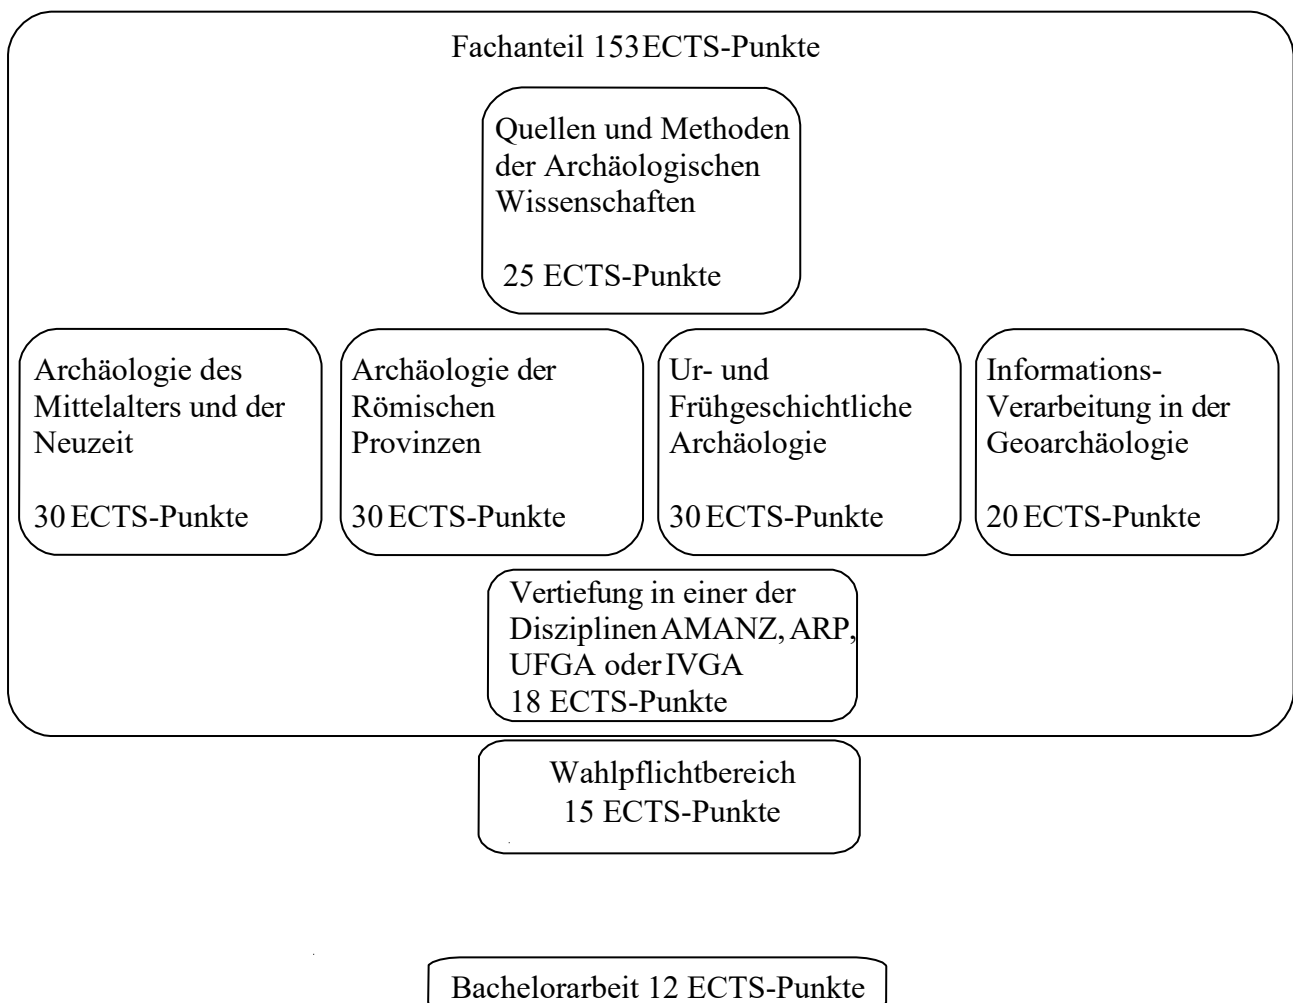 Fachanteil 153 ECTS-Punkte
Quellen und Methoden
der Archäologischen
Wissenschaften
25 ECTS-Punkte
Archäologie des
Mittelalters und der
Neuzeit
30 ECTS-Punkte
Archäologie der
Römischen
Provinzen
30 ECTS-Punkte
Ur- und
Frühgeschichtliche
Archäologie
30 ECTS-Punkte
Informations-
Verarbeitung in der
Geoarchäologie
20 ECTS-Punkte
Vertiefung in einer der
Disziplinen AMANZ, ARP,
UFGA oder IVGA
18 ECTS-Punkte
Wahlpflichtbereich
15 ECTS-Punkte
Bachelorarbeit 12 ECTS-Punkte